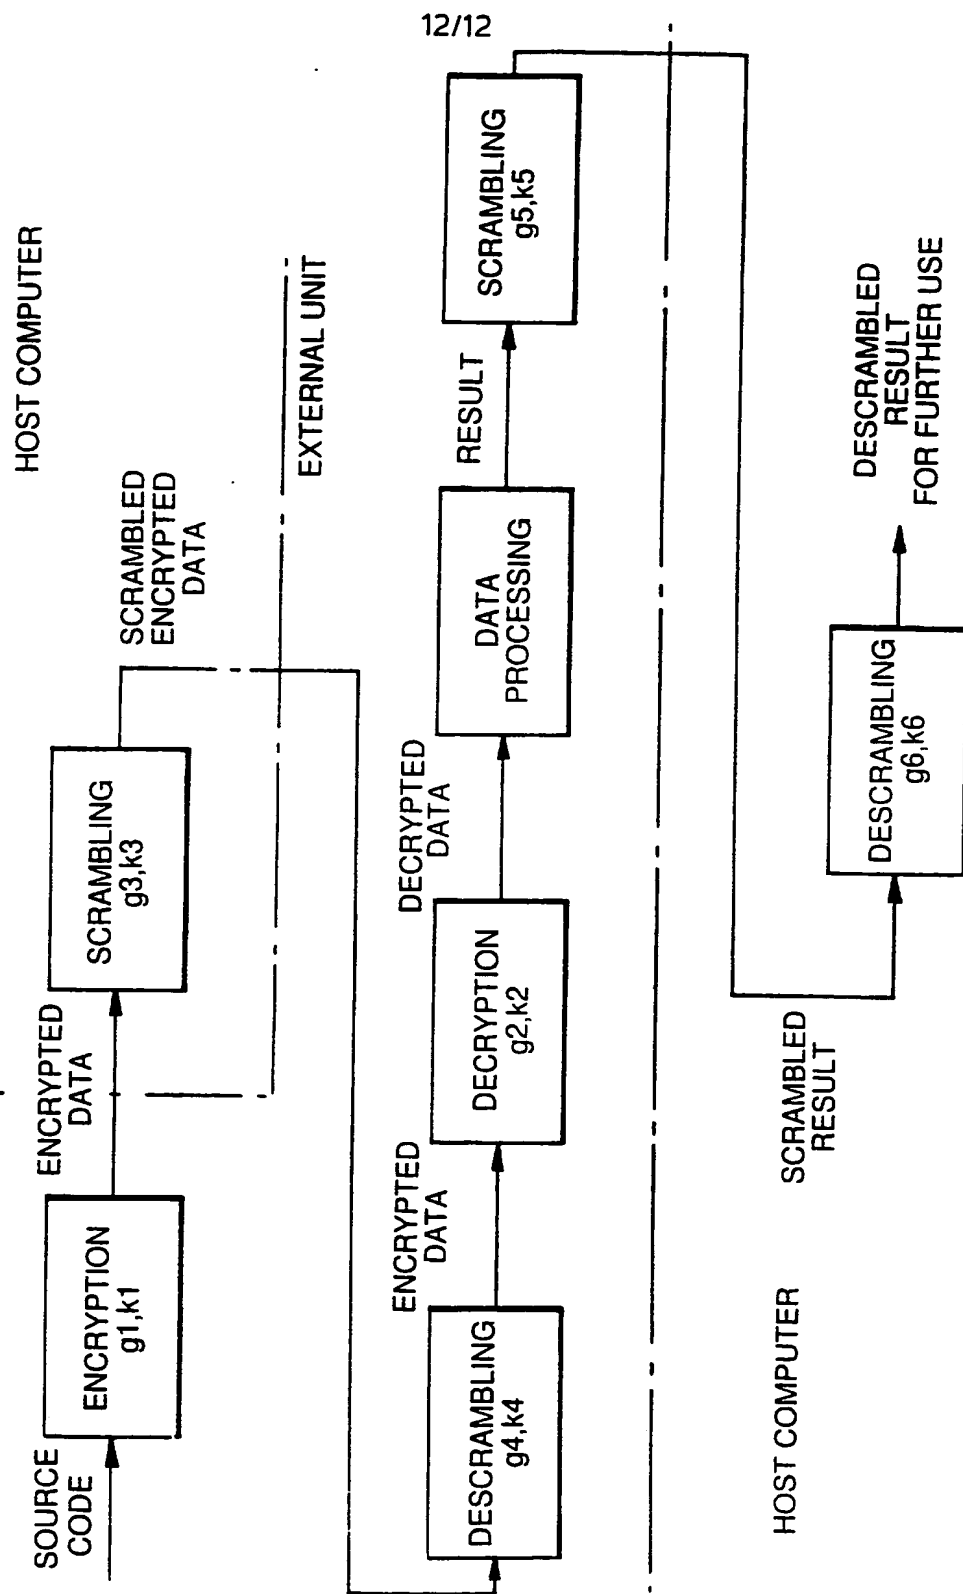 12/12
HOST COMPUTER
SOURCE
CODE
ENCRYPTION
g1,k1
ENCRYPTED
DATA
SCRAMBLING
g3,k3
SCRAMBLED
ENCRYPTED
DATA
EXTERNAL UNIT
DESCRAMBLING
g4,k4
ENCRYPTED
DATA
DECRYPTION
g2,k2
DECRYPTED
DATA
DATA
PROCESSING
RESULT
SCRAMBLING
g5,k5
HOST COMPUTER
SCRAMBLED
RESULT
DESCRAMBLING
g6,k6
DESCRAMBLED
RESULT
FOR FURTHER USE